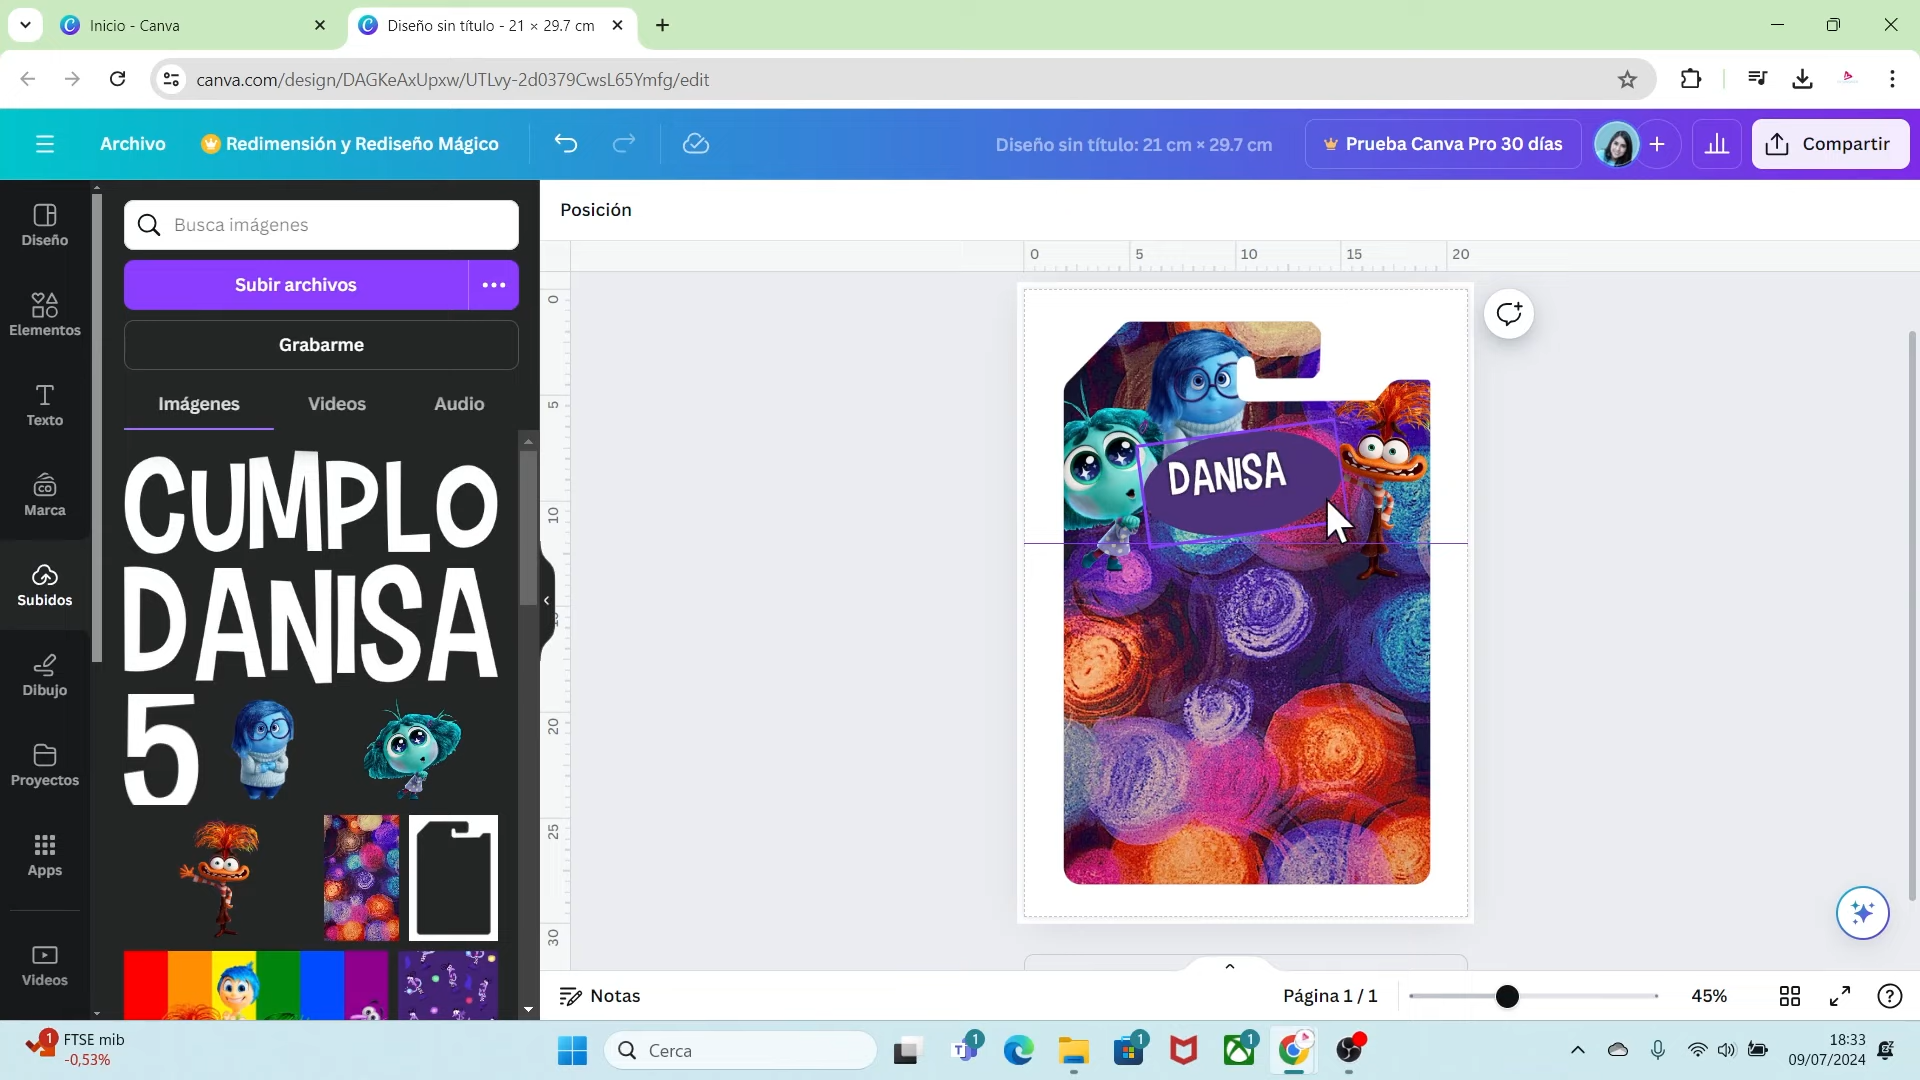 Inicio - Canva
Diseño sin título - 21 × 29.7 cm
canva.com/design/DAGKeAxUpxw/UTLvy-2d0379CwsL65Ymfg/edit
Archivo
Redimensión y Rediseño Mágico
Diseño sin título: 21 cm × 29.7 cm
Prueba Canva Pro 30 días
Compartir
Diseño
Elementos
Texto
Marca
Subidos
Dibujo
Proyectos
Apps
Videos
Busca imágenes
Subir archivos
Grabarme
Imágenes
Videos
Audio
CUMPLO
DANISA
5
Posición
0 5 10 15 20
0
5
10
20
25
30
DANISA
Notas
Página 1 / 1
45%
1
FTSE mib
-0,53%
Cerca
1
1
1
18:33
09/07/2024